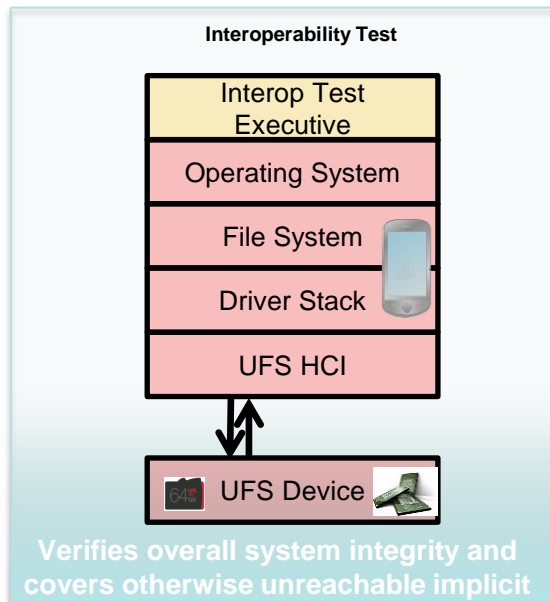 Interoperability Test
Interop Test
Executive
Operating System
File System
Driver Stack
UFS HCI
UFS Device
64
Verifies overall system integrity and
covers otherwise unreachable implicit